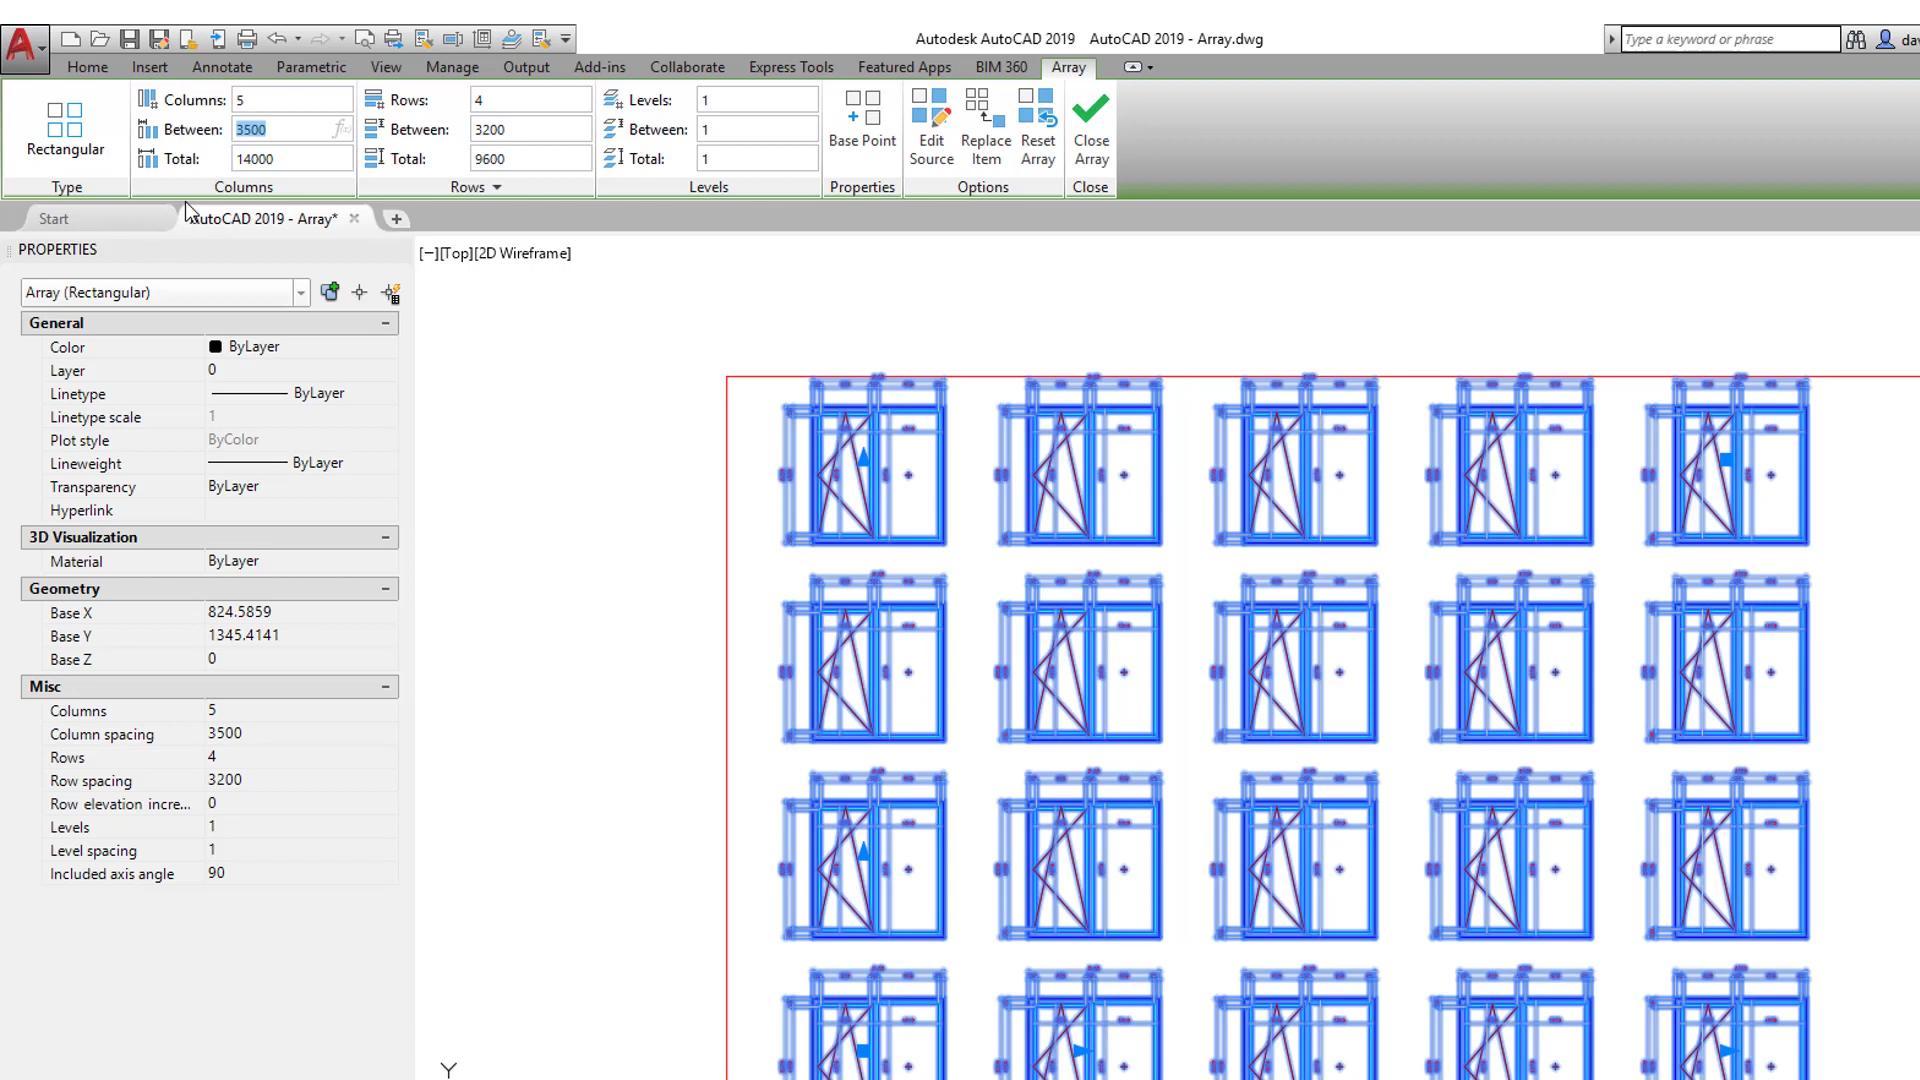 Autodesk AutoCAD 2019 AutoCAD 2019 - Array.dwg
Type a keyword or phrase
Home Insert Annotate Parametric View Manage Output Add-ins Collaborate Express Tools Featured Apps BIM 360 Array
Columns: 5 Rows: 4 Levels: 1
Between: 3500 Between: 3200 Between: 1
Total: 14000 Total: 9600 Total: 1
Rectangular Base Point Edit Source Replace Item Reset Array Close Array
Type Columns Rows Levels Properties Options Close
Start AutoCAD 2019 - Array*
PROPERTIES
[−][Top][2D Wireframe]
Array (Rectangular)
General
Color ByLayer
Layer 0
Linetype ByLayer
Linetype scale 1
Plot style ByColor
Lineweight ByLayer
Transparency ByLayer
Hyperlink
3D Visualization
Material ByLayer
Geometry
Base X 824.5859
Base Y 1345.4141
Base Z 0
Misc
Columns 5
Column spacing 3500
Rows 4
Row spacing 3200
Row elevation incre... 0
Levels 1
Level spacing 1
Included axis angle 90
Y